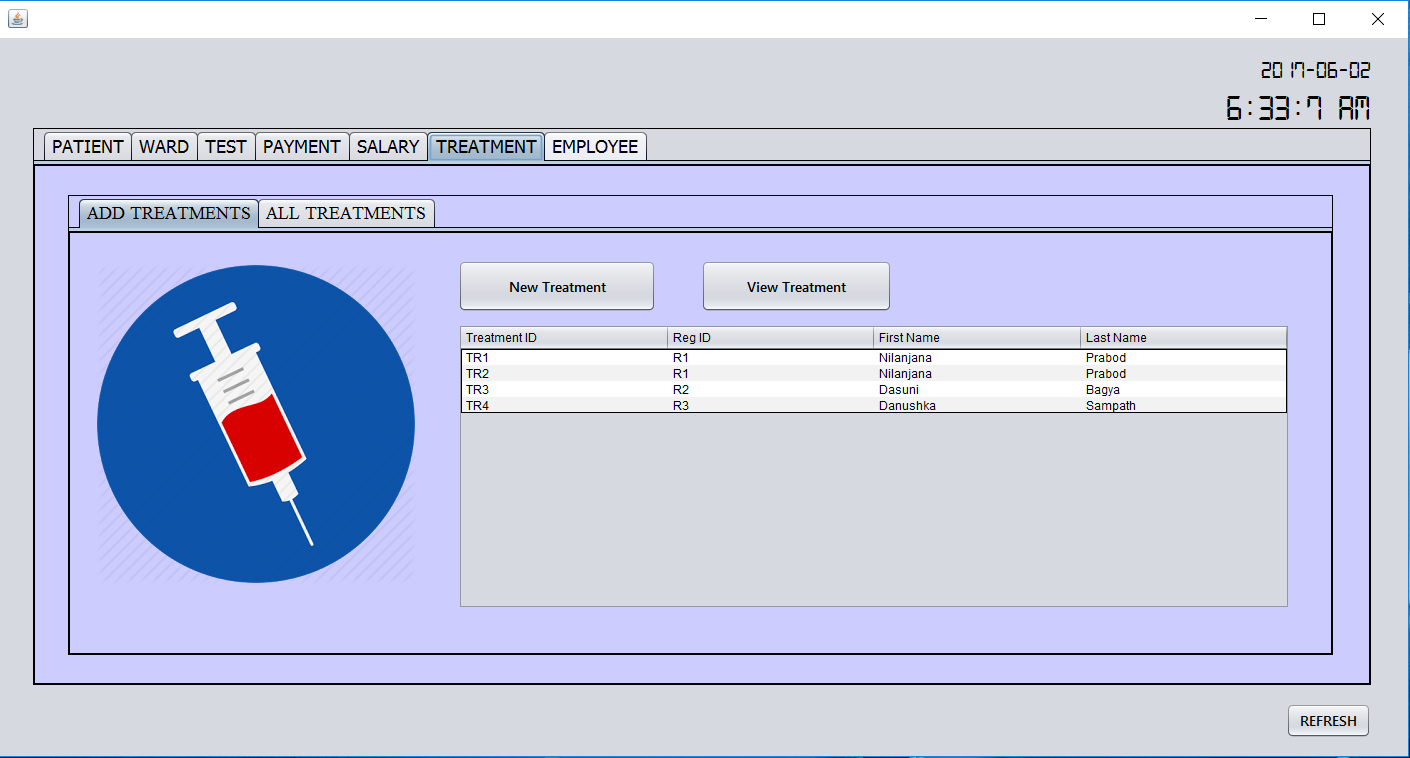 2017-06-02
6:33:7 AM
PATIENT WARD TEST PAYMENT SALARY TREATMENT EMPLOYEE
ADD TREATMENTS ALL TREATMENTS
New Treatment View Treatment
Treatment ID Reg ID First Name Last Name
TR1 R1 Nilanjana Prabod
TR2 R1 Nilanjana Prabod
TR3 R2 Dasuni Bagya
TR4 R3 Danushka Sampath
REFRESH